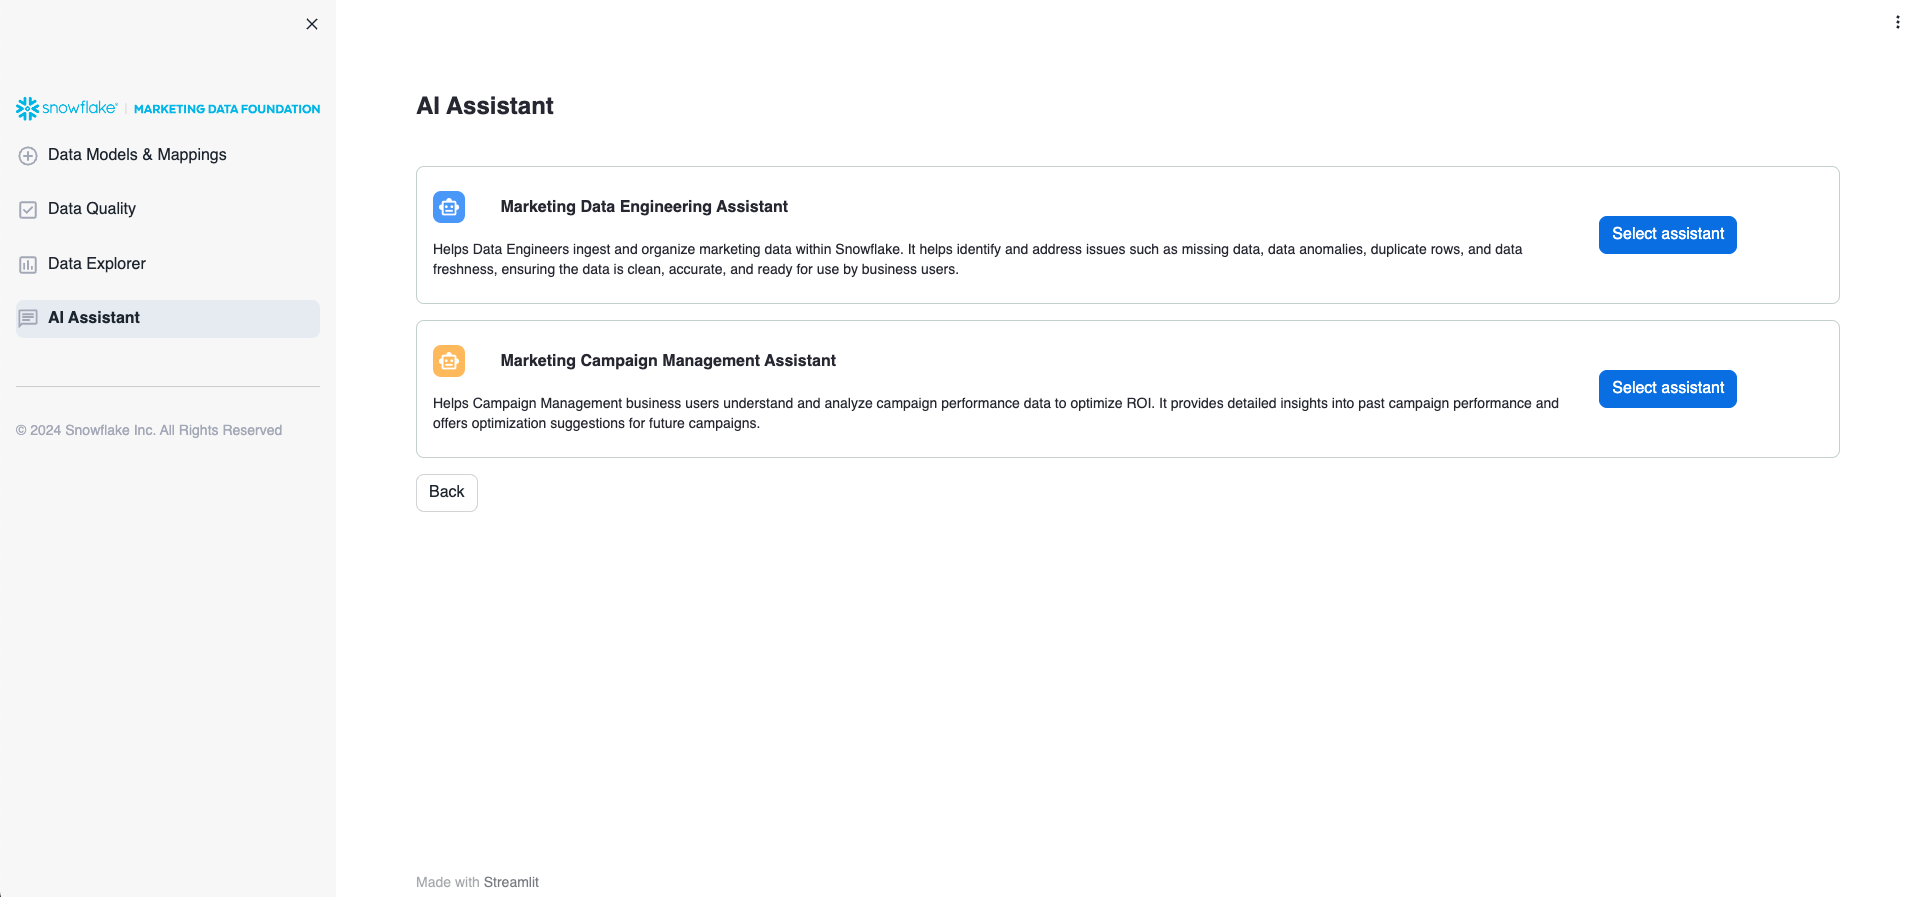 snowflake | MARKETING DATA FOUNDATION
Data Models & Mappings
Data Quality
Data Explorer
AI Assistant
© 2024 Snowflake Inc. All Rights Reserved
AI Assistant
Marketing Data Engineering Assistant
Helps Data Engineers ingest and organize marketing data within Snowflake. It helps identify and address issues such as missing data, data anomalies, duplicate rows, and data
freshness, ensuring the data is clean, accurate, and ready for use by business users.
Select assistant
Marketing Campaign Management Assistant
Helps Campaign Management business users understand and analyze campaign performance data to optimize ROI. It provides detailed insights into past campaign performance and
offers optimization suggestions for future campaigns.
Select assistant
Back
Made with Streamlit